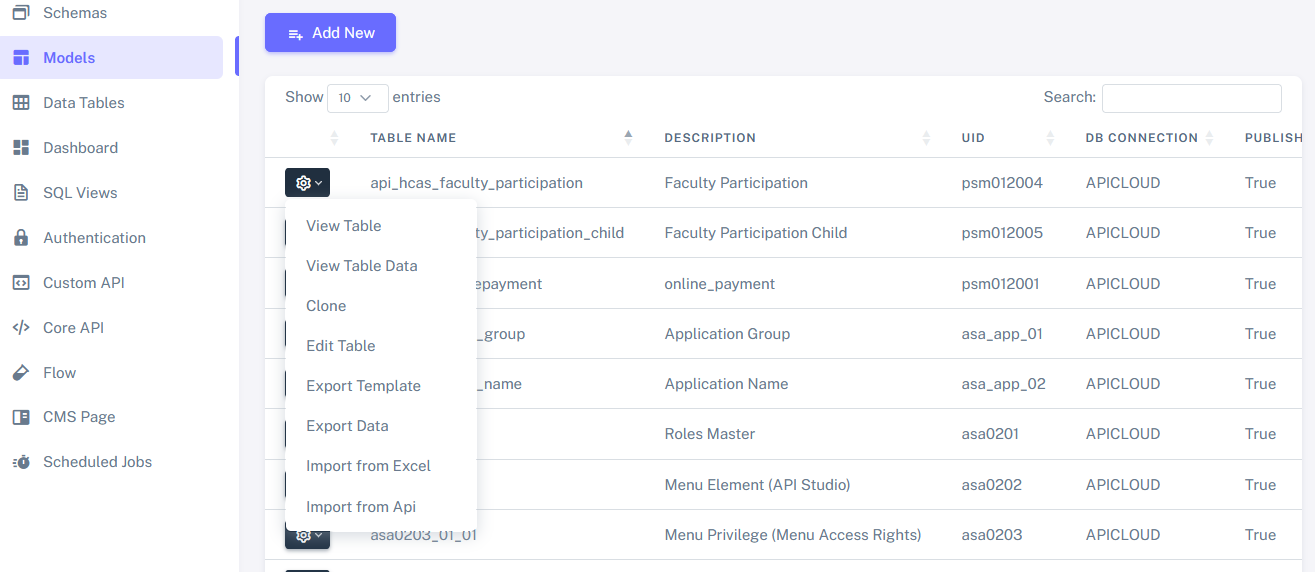 Schemas
Models
Data Tables
Dashboard
SQL Views
Authentication
Custom API
Core API
Flow
CMS Page
Scheduled Jobs
Add New
Show 10 entries Search:
TABLE NAME DESCRIPTION UID DB CONNECTION PUBLISH
api_hcas_faculty_participation Faculty Participation psm012004 APICLOUD True
ty_participation_child Faculty Participation Child psm012005 APICLOUD True
epayment online_payment psm012001 APICLOUD True
_group Application Group asa_app_01 APICLOUD True
_name Application Name asa_app_02 APICLOUD True
Roles Master asa0201 APICLOUD True
Menu Element (API Studio) asa0202 APICLOUD True
asa0203_01_01 Menu Privilege (Menu Access Rights) asa0203 APICLOUD True
View Table
View Table Data
Clone
Edit Table
Export Template
Export Data
Import from Excel
Import from Api